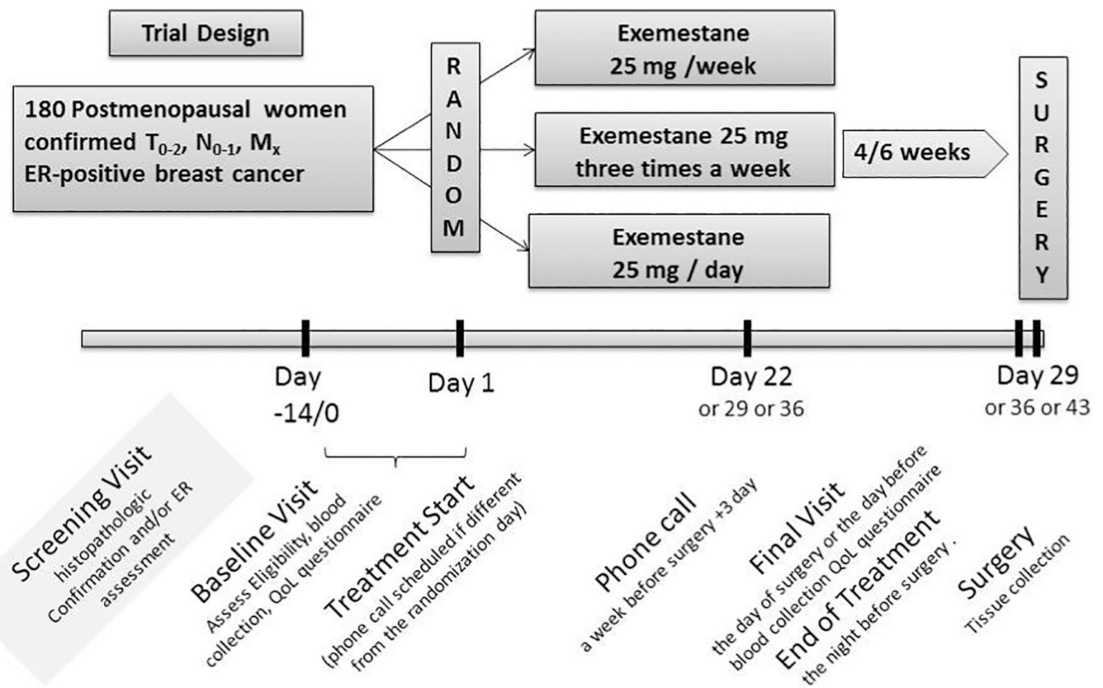 Trial Design
180 Postmenopausal women
confirmed T₀₋₂, N₀₋₁, Mₓ
ER-positive breast cancer
R
A
N
D
O
M
Exemestane
25 mg /week
Exemestane 25 mg
three times a week
Exemestane
25 mg / day
4/6 weeks
S
U
R
G
E
R
Y
Day
-14/0
Day 1
Day 22
or 29 or 36
Day 29
or 36 or 43
Screening Visit
histopathologic
Confirmation and/or ER
assessment
Baseline Visit
Assess Eligibility, blood
collection, QoL questionnaire
Treatment Start
(phone call scheduled if different
from the randomization day)
Phone call
a week before surgery +3 day
Final Visit
the day of surgery or the day before
blood collection QoL questionnaire
End of Treatment
the night before surgery .
Surgery
Tissue collection